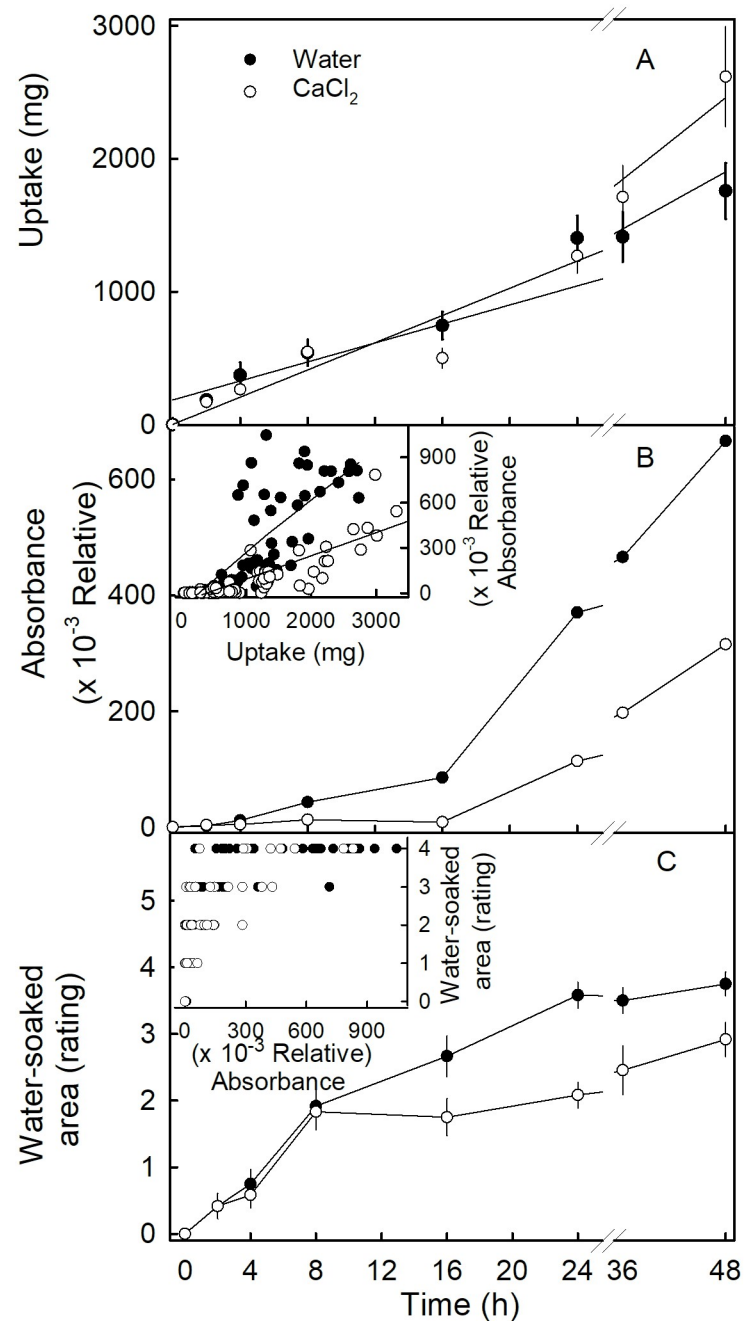 3000
2000
1000
0
Uptake (mg)
Water
CaCl2
A
600
400
200
0
Absorbance
(x 10-3 Relative)
B
900
600
300
0
(x 10-3 Relative)
Absorbance
0 1000 2000 3000
Uptake (mg)
5
4
3
2
1
0
Water-soaked
area (rating)
C
4
3
2
1
0
Water-soaked
area (rating)
0 300 600 900
(x 10-3 Relative)
Absorbance
0 4 8 12 16 20 24 36 48
Time (h)